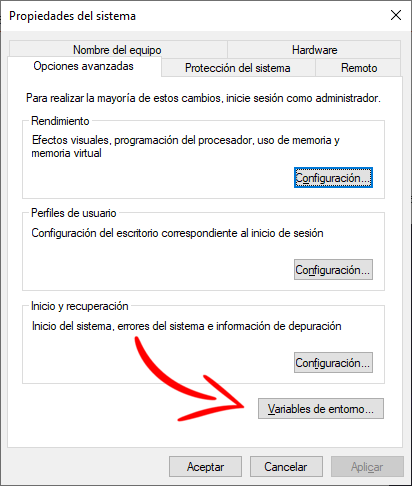 Propiedades del sistema
Nombre del equipo
Hardware
Opciones avanzadas
Protección del sistema
Remoto
Para realizar la mayoría de estos cambios, inicie sesión como administrador.
Rendimiento
Efectos visuales, programación del procesador, uso de memoria y
memoria virtual
Configuración...
Perfiles de usuario
Configuración del escritorio correspondiente al inicio de sesión
Configuración...
Inicio y recuperación
Inicio del sistema, errores del sistema e información de depuración
Configuración...
Variables de entorno...
Aceptar
Cancelar
Aplicar